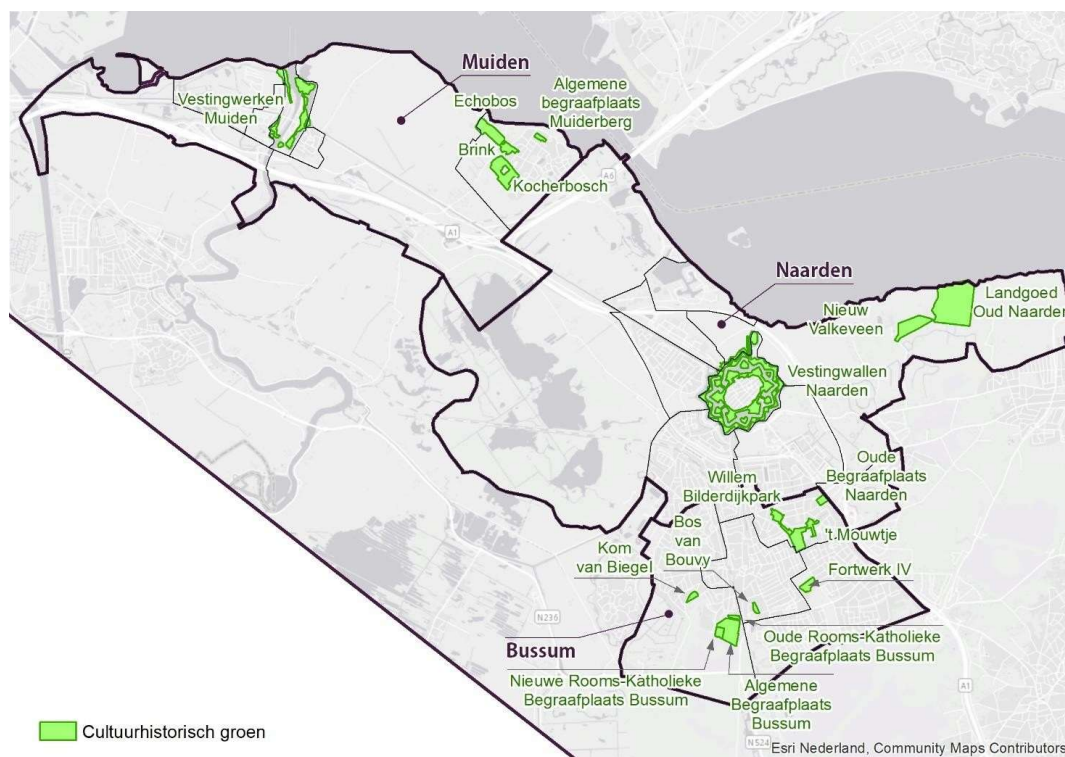 Muiden
Echobos
Algemene
begraafplaats
Muiderberg
Vestingwerken
Muiden
Brink
Kocherbosch
A6
A1
Naarden
Nieuw
Valkeveen
Landgoed
Oud Naarden
Vestingwallen
Naarden
Oude
Begraafplaats
Naarden
Willem
Bilderdijkpark
Bos
van
Bouvy
't Mouwtje
Kom
van Biegel
Fortwerk IV
N236
Bussum
Oude Rooms-Katholieke
Begraafplaats Bussum
Nieuwe Rooms-Katholieke
Begraafplaats Bussum
Algemene
Begraafplaats
Bussum
A1
N524
Cultuurhistorisch groen
Esri Nederland, Community Maps Contributors